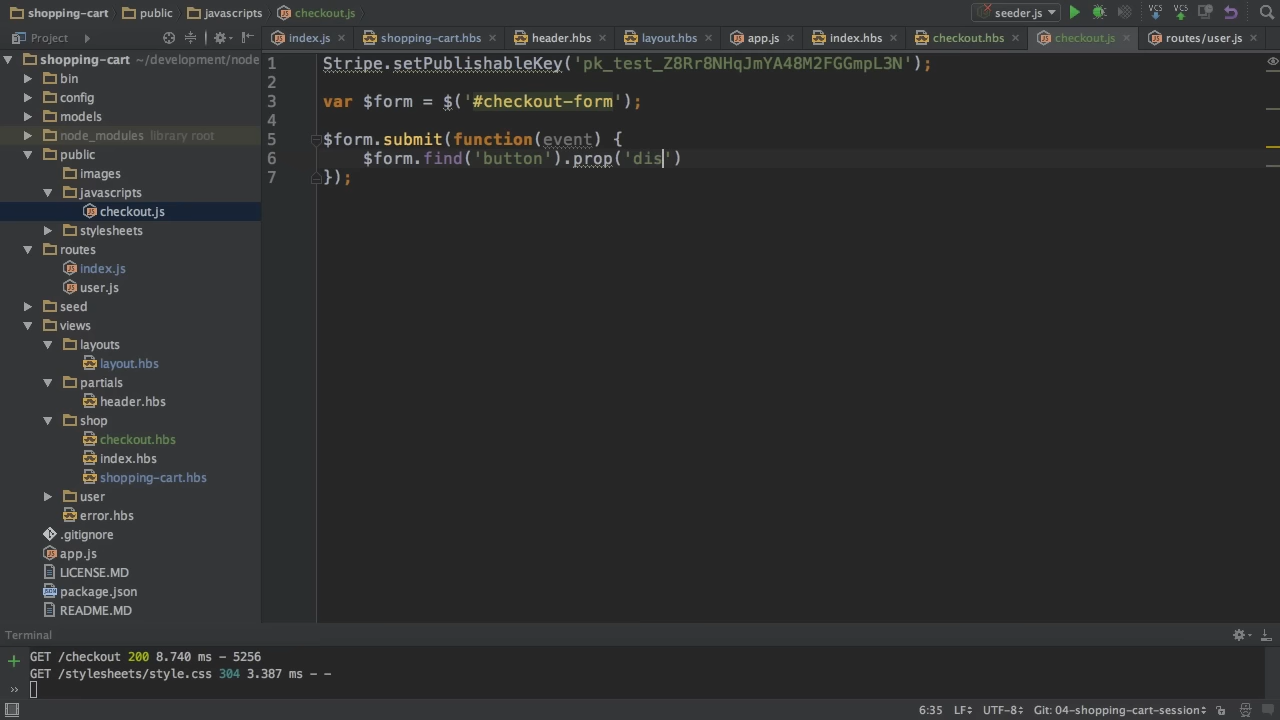 shopping-cart public javascripts checkout.js seeder.js
Project index.js shopping-cart.hbs header.hbs layout.hbs app.js index.hbs checkout.hbs checkout.js routes/user.js
shopping-cart ~/development/node
bin
config
models
node_modules library root
public
images
javascripts
checkout.js
stylesheets
routes
index.js
user.js
seed
views
layouts
layout.hbs
partials
header.hbs
shop
checkout.hbs
index.hbs
shopping-cart.hbs
user
error.hbs
.gitignore
app.js
LICENSE.MD
package.json
README.MD
1 Stripe.setPublishableKey('pk_test_Z8Rr8NHqJmYA48M2FGGmpL3N');
2
3 var $form = $('#checkout-form');
4
5 $form.submit(function(event) {
6 $form.find('button').prop('dis')
7 });
Terminal
GET /checkout 200 8.740 ms - 5256
GET /stylesheets/style.css 304 3.387 ms - -
6:35 LF÷ UTF-8÷ Git: 04-shopping-cart-session÷